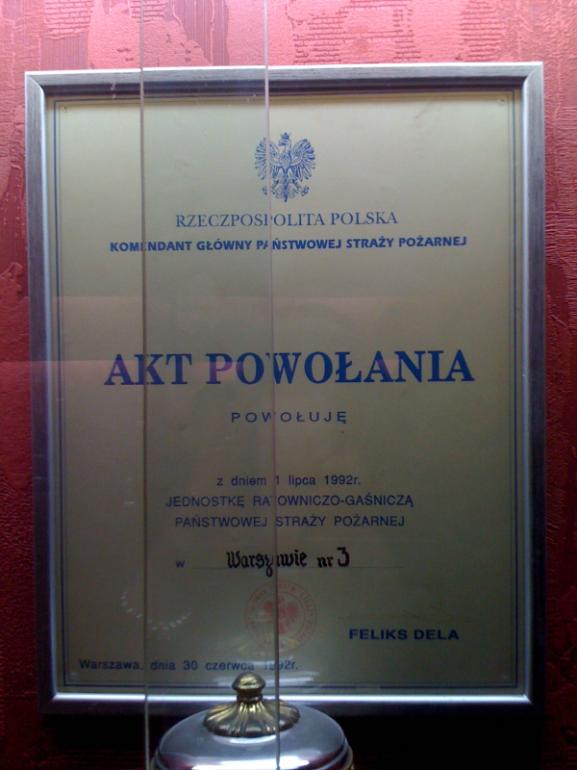 RZECZPOSPOLITA POLSKA
KOMENDANT GŁÓWNY PAŃSTWOWEJ STRAŻY POŻARNEJ
AKT POWOŁANIA
POWOŁUJĘ
z dniem 1 lipca 1992r.
JEDNOSTKĘ RATOWNICZO-GAŚNICZĄ
PAŃSTWOWEJ STRAŻY POŻARNEJ
w Warszawie nr 3
FELIKS DELA
Warszawa, dnia 30 czerwca 1992r.